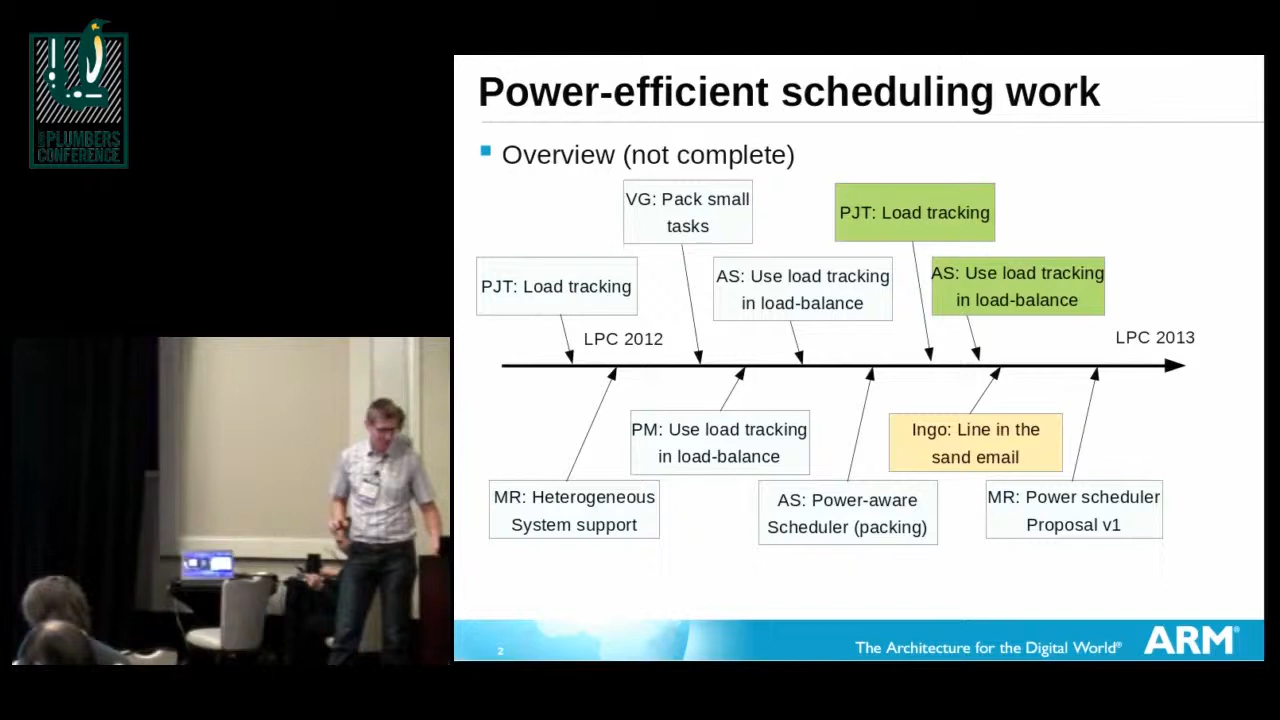 PLUMBERS
CONFERENCE
Power-efficient scheduling work
Overview (not complete)
VG: Pack small
tasks
PJT: Load tracking
PJT: Load tracking
AS: Use load tracking
in load-balance
AS: Use load tracking
in load-balance
LPC 2012
LPC 2013
PM: Use load tracking
in load-balance
Ingo: Line in the
sand email
MR: Heterogeneous
System support
AS: Power-aware
Scheduler (packing)
MR: Power scheduler
Proposal v1
2
The Architecture for the Digital World®
ARM®